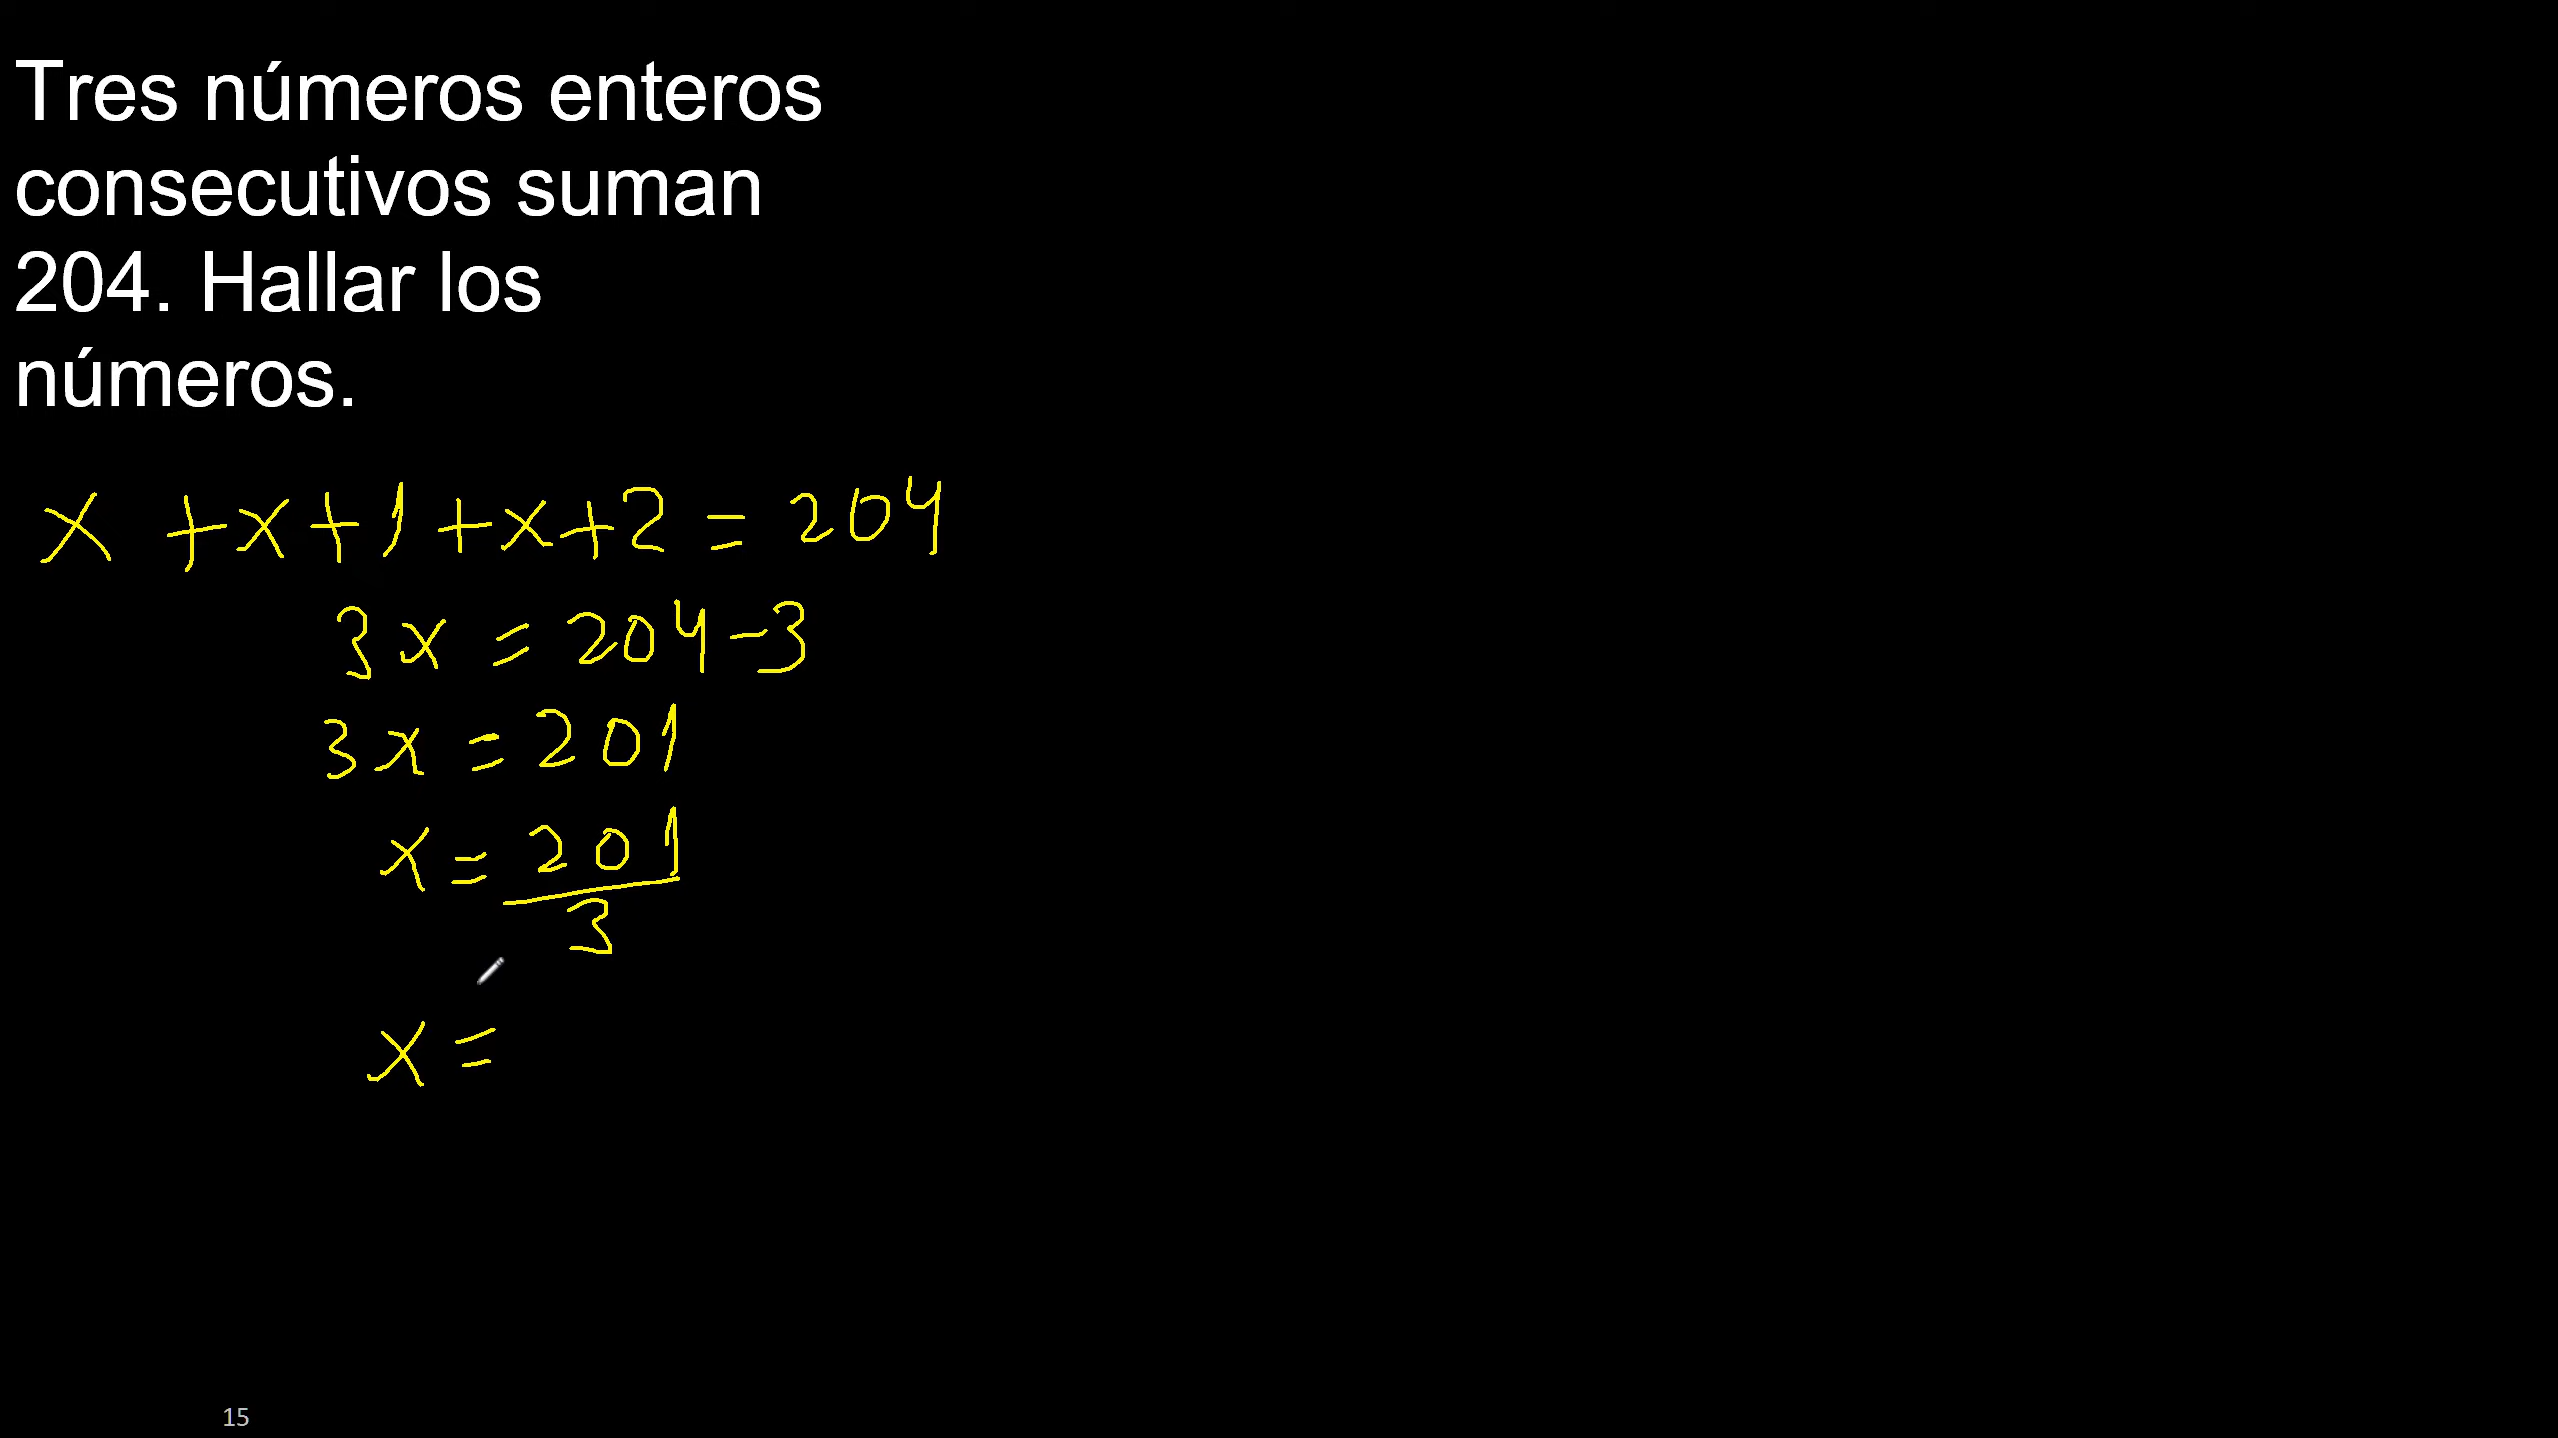 Tres números enteros
consecutivos suman
204. Hallar los
números.
x + x + 1 + x + 2 = 204
3x = 204 - 3
3x = 201
x = 201
3
x =
15